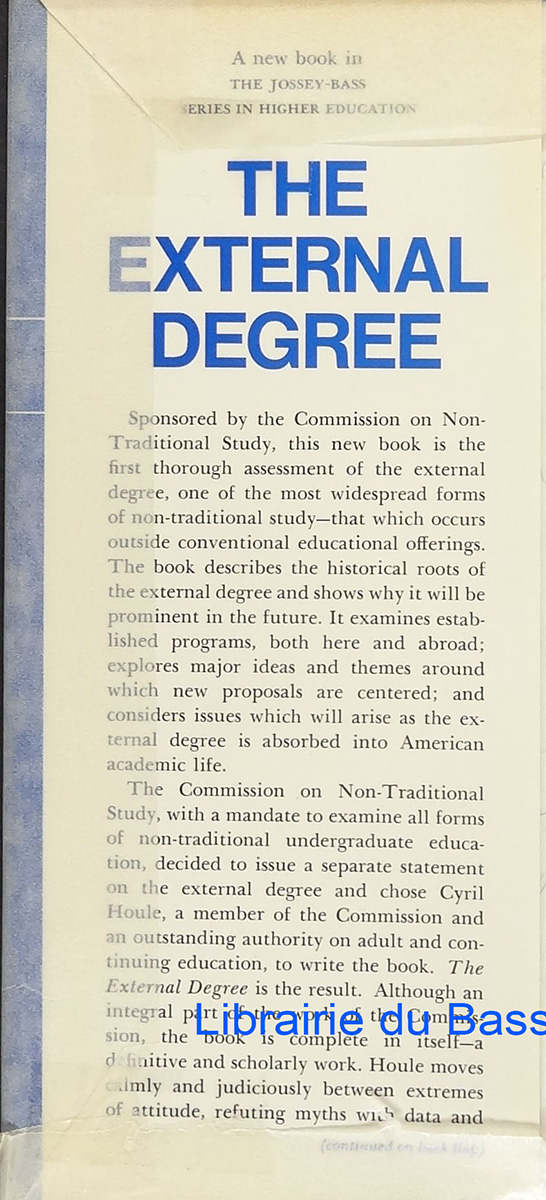 A new book in
THE JOSSEY-BASS
SERIES IN HIGHER EDUCATION
THE
EXTERNAL
DEGREE
Sponsored by the Commission on Non-
Traditional Study, this new book is the
first thorough assessment of the external
degree, one of the most widespread forms
of non-traditional study—that which occurs
outside conventional educational offerings.
The book describes the historical roots of
the external degree and shows why it will be
prominent in the future. It examines estab-
lished programs, both here and abroad;
explores major ideas and themes around
which new proposals are centered; and
considers issues which will arise as the ex-
ternal degree is absorbed into American
academic life.
The Commission on Non-Traditional
Study, with a mandate to examine all forms
of non-traditional undergraduate educa-
tion, decided to issue a separate statement
on the external degree and chose Cyril
Houle, a member of the Commission and
an outstanding authority on adult and con-
tinuing education, to write the book. The
External Degree is the result. Although an
integral part of the work of the Commis-
Librairie du Bass
sion, the book is complete in itself—a
definitive and scholarly work. Houle moves
calmly and judiciously between extremes
of attitude, refuting myths with data and
(continued on back flap)